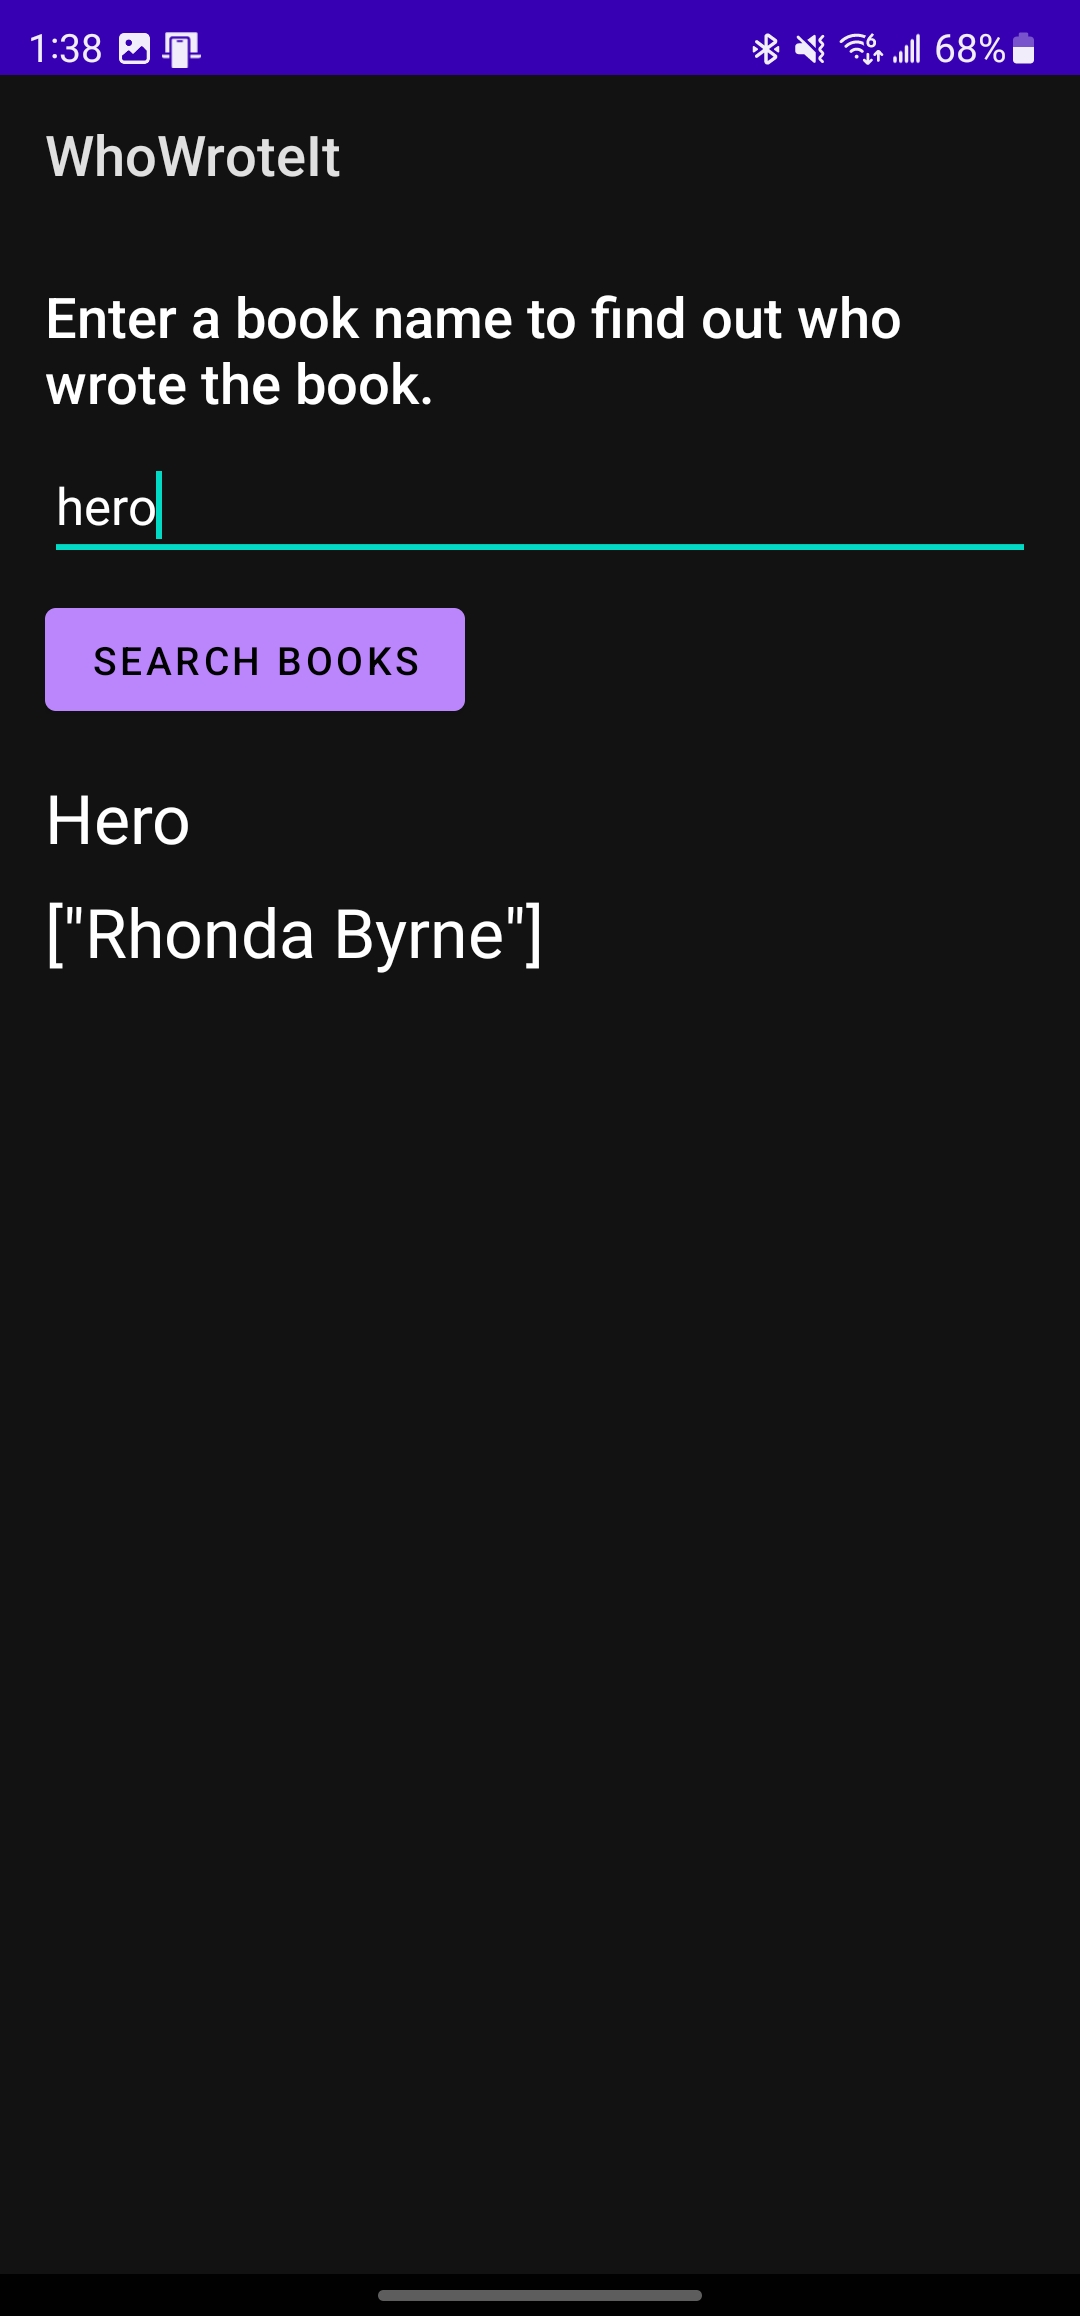 1:38 6 68%
WhoWroteIt
Enter a book name to find out who
wrote the book.
hero
SEARCH BOOKS
Hero
["Rhonda Byrne"]